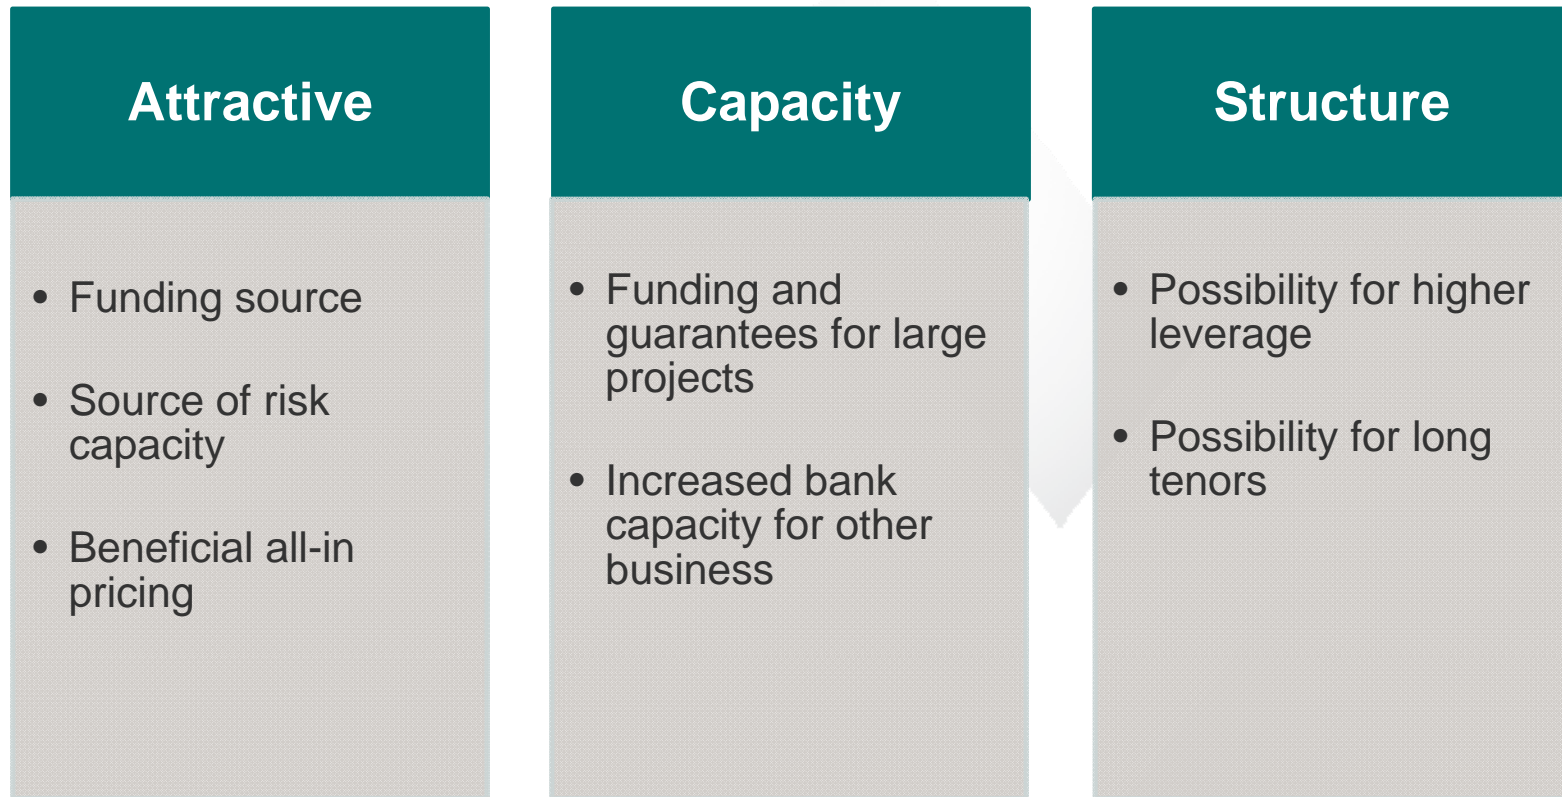 Attractive
• Funding source
• Source of risk
capacity
• Beneficial all-in
pricing
Capacity
• Funding and
guarantees for large
projects
• Increased bank
capacity for other
business
Structure
• Possibility for higher
leverage
• Possibility for long
tenors